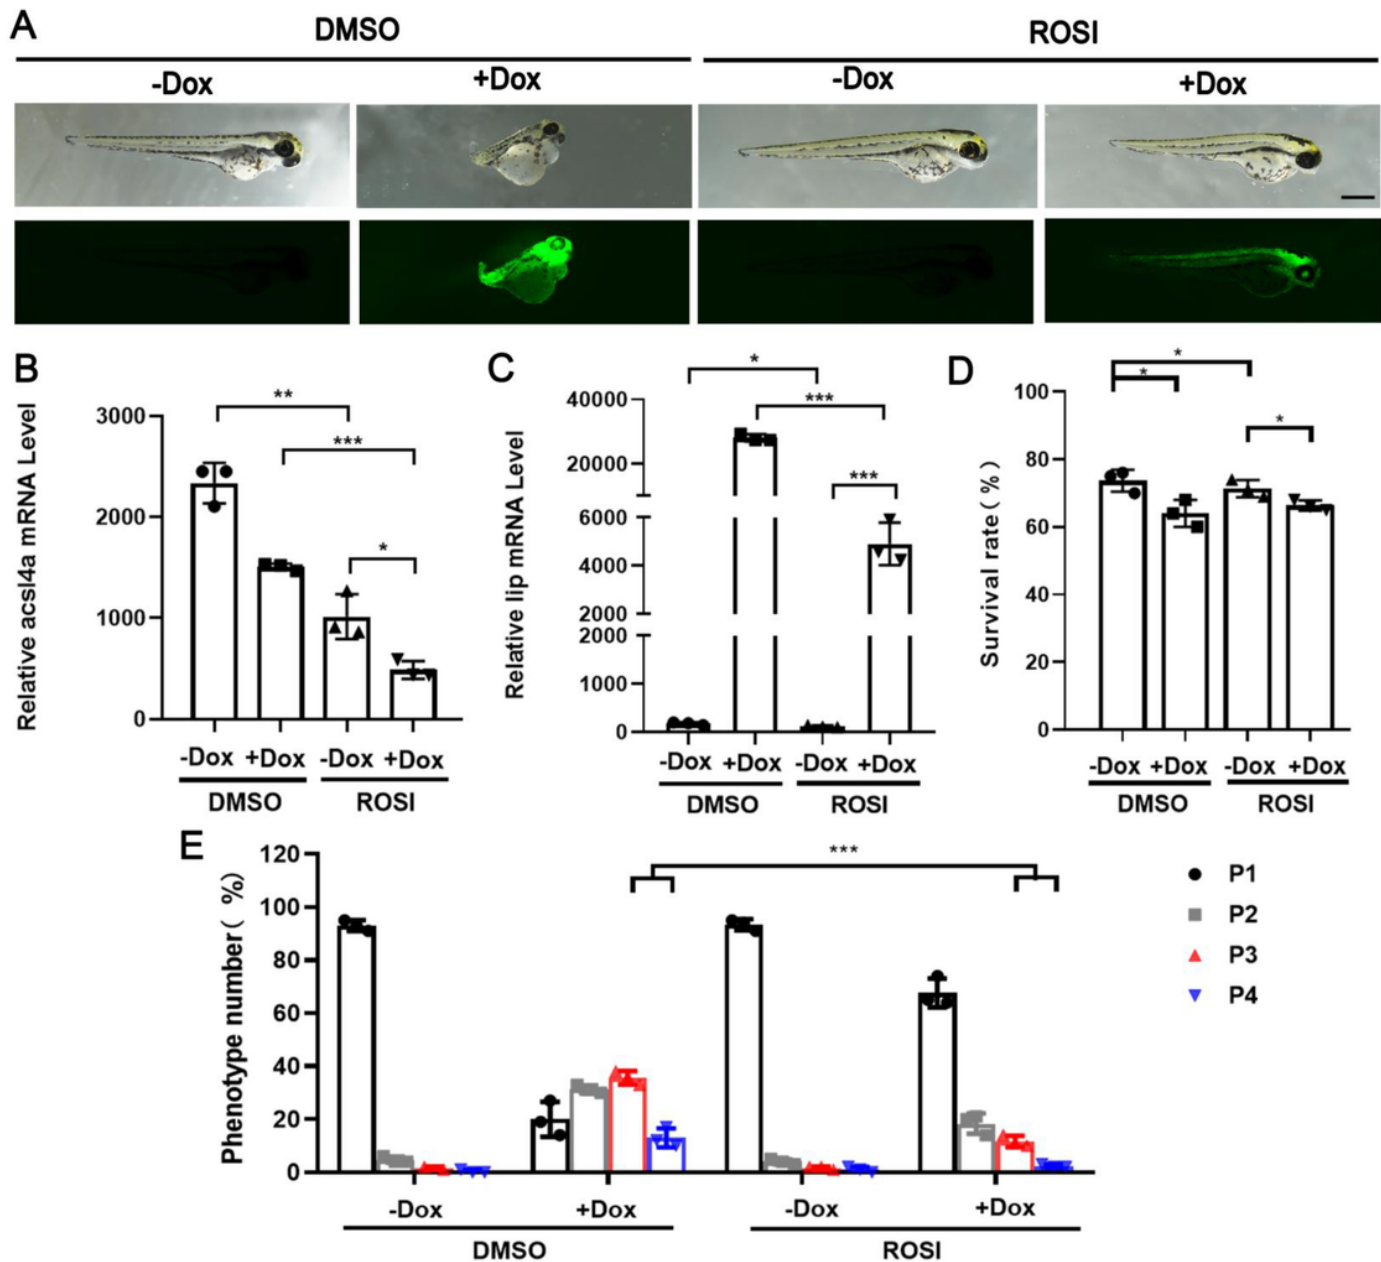 A
DMSO
ROSI
-Dox
+Dox
-Dox
+Dox
B
Relative acsl4a mRNA Level
3000
2000
1000
0
**
***
*
-Dox +Dox -Dox +Dox
DMSO ROSI
C
Relative lip mRNA Level
40000
20000
6000
4000
2000
2000
1000
0
*
***
***
-Dox +Dox -Dox +Dox
DMSO ROSI
D
Survival rate( %)
100
80
60
40
20
0
*
*
*
-Dox +Dox -Dox +Dox
DMSO ROSI
E
Phenotype number( %)
120
100
80
60
40
20
0
***
-Dox +Dox -Dox +Dox
DMSO ROSI
P1
P2
P3
P4